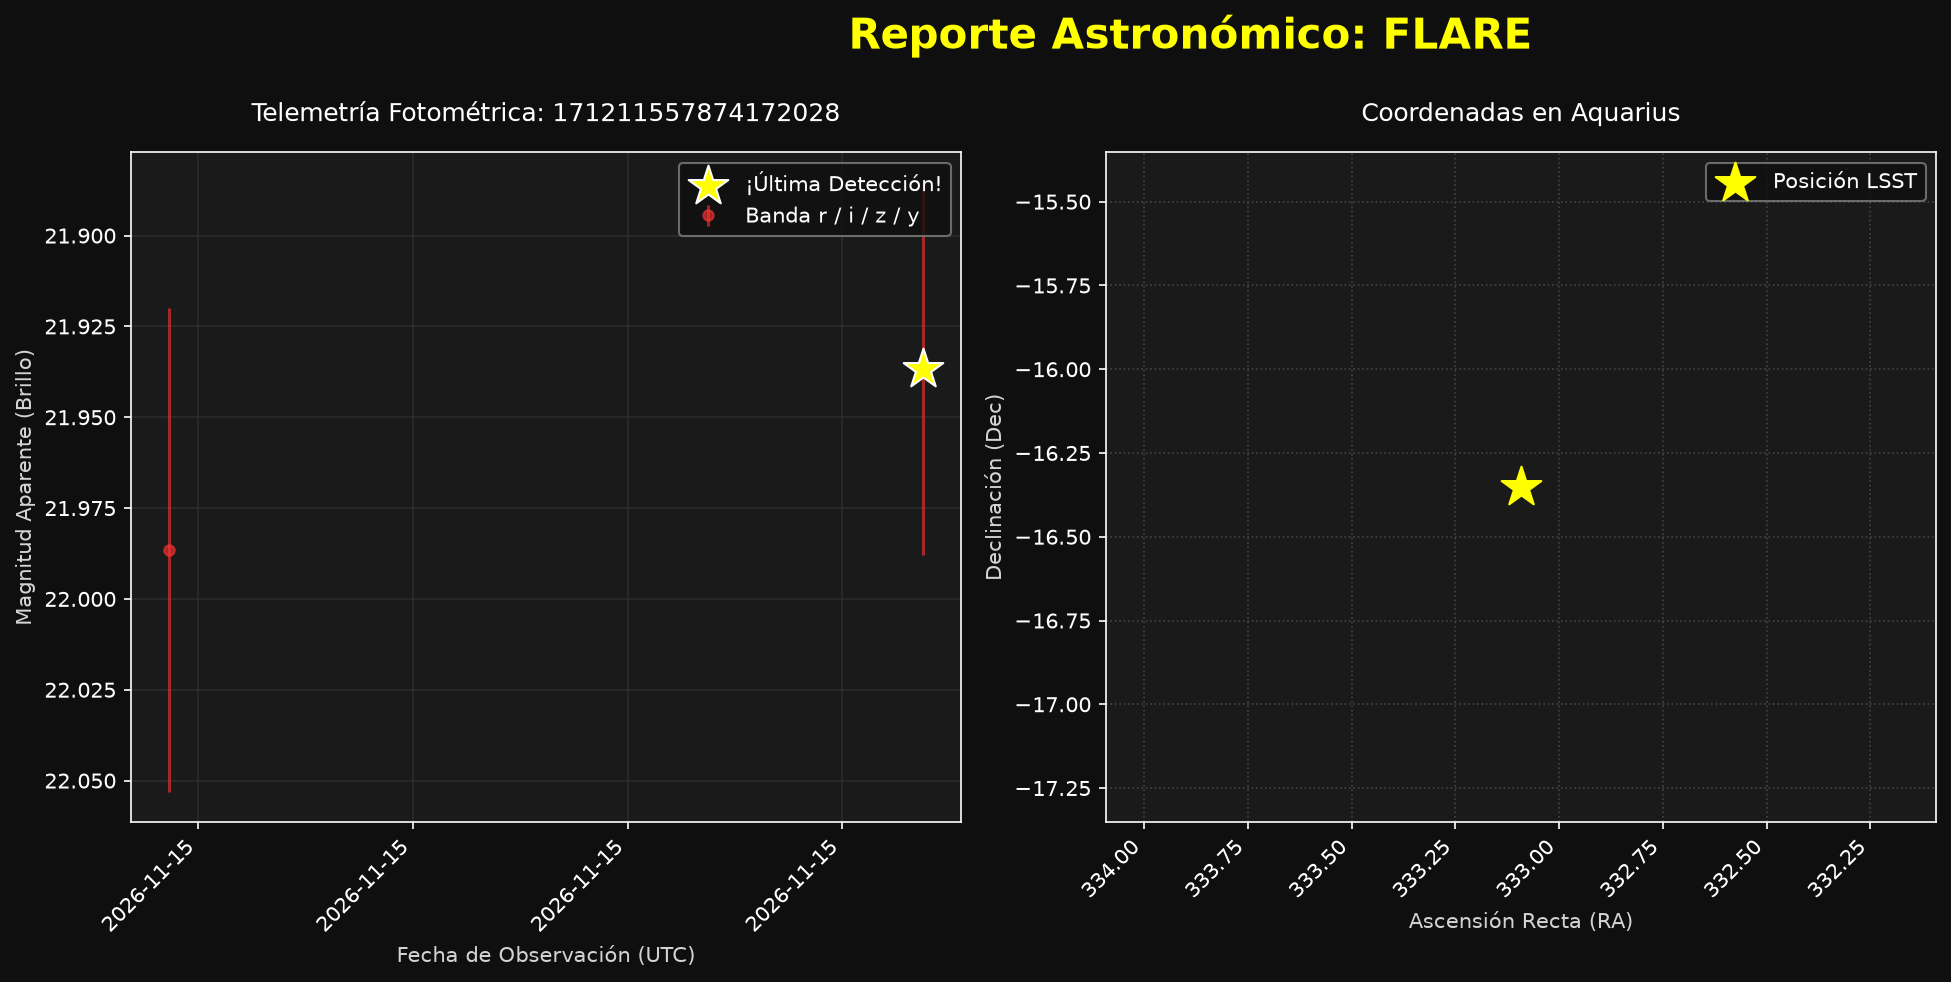 Reporte Astronómico: FLARE
Telemetría Fotométrica: 171211557874172028
¡Última Detección!
Banda r / i / z / y
Magnitud Aparente (Brillo)
21.900
21.925
21.950
21.975
22.000
22.025
22.050
2026-11-15
2026-11-15
2026-11-15
2026-11-15
Fecha de Observación (UTC)
Coordenadas en Aquarius
Posición LSST
Declinación (Dec)
−15.50
−15.75
−16.00
−16.25
−16.50
−16.75
−17.00
−17.25
334.00
333.75
333.50
333.25
333.00
332.75
332.50
332.25
Ascensión Recta (RA)